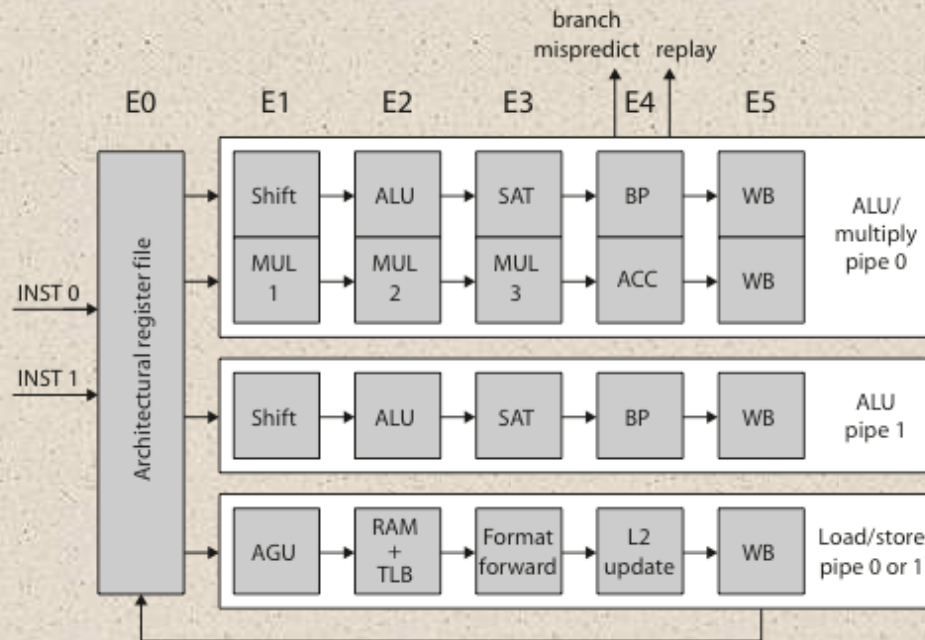 branch
mispredict replay
E0 E1 E2 E3 E4 E5
Architectural register file
INST 0
INST 1
Shift ALU SAT BP WB
MUL
1
MUL
2
MUL
3
ACC WB
ALU/
multiply
pipe 0
Shift ALU SAT BP WB
ALU
pipe 1
AGU
RAM
+
TLB
Format
forward
L2
update
WB
Load/store
pipe 0 or 1